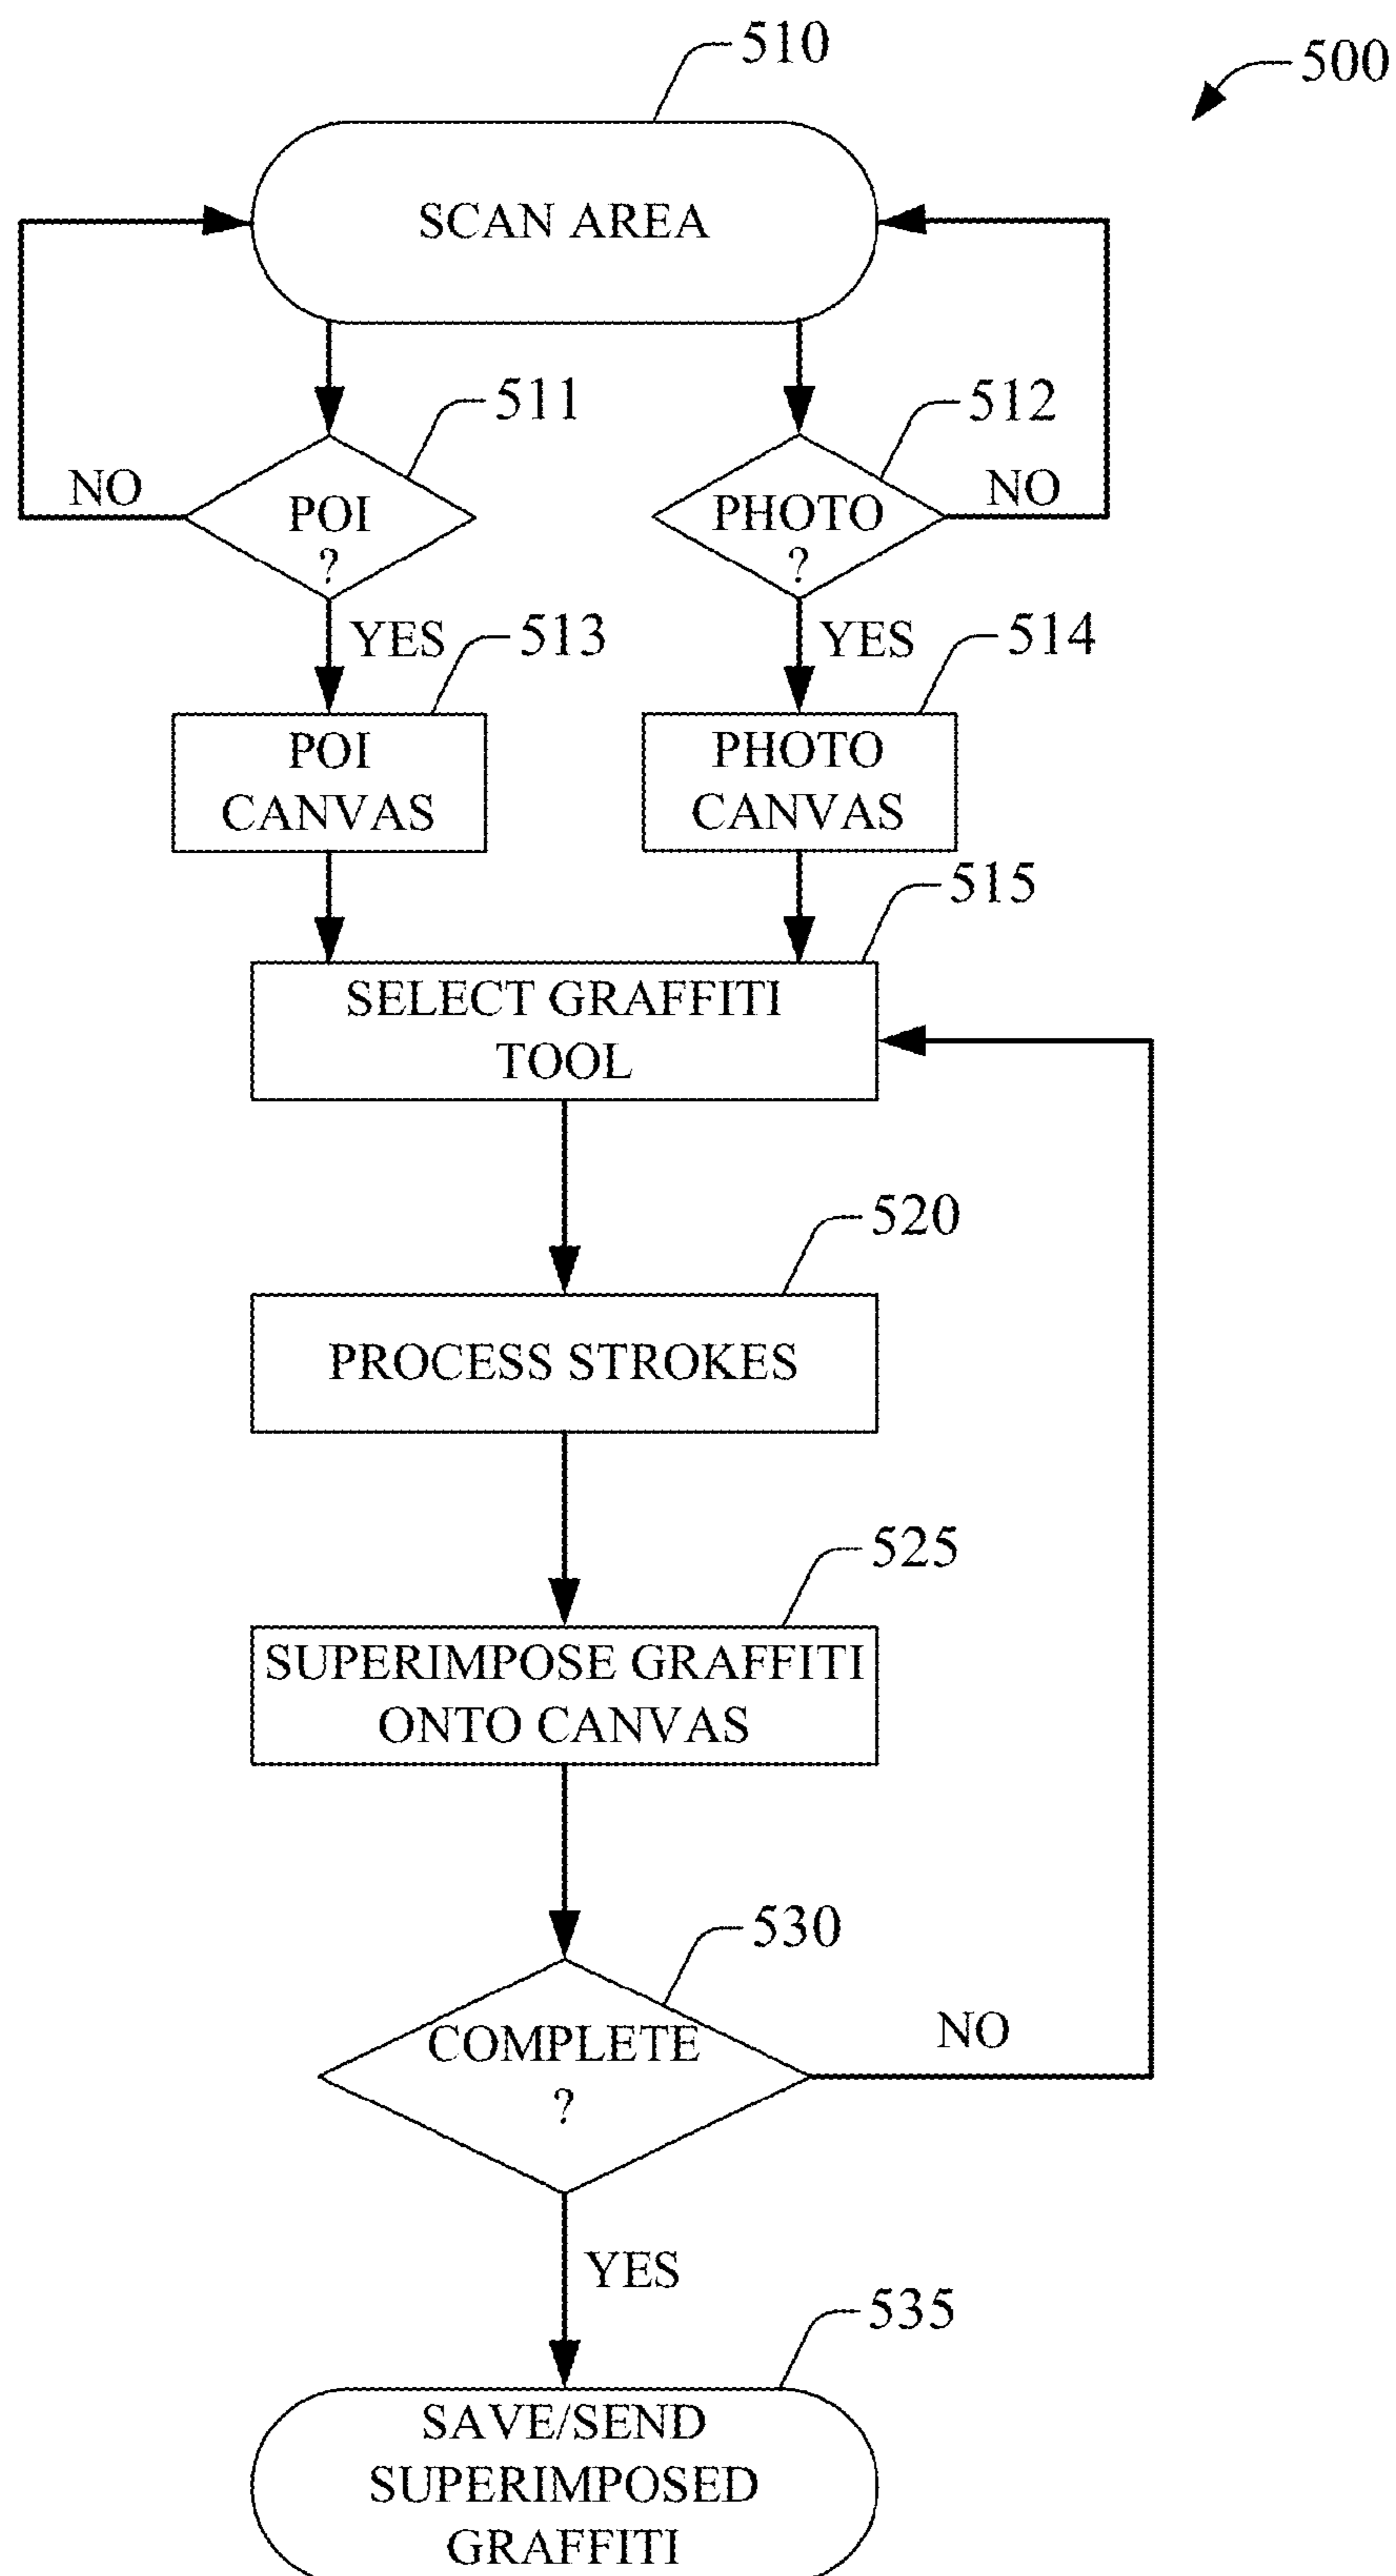 510
500
SCAN AREA
511
512
NO
POI
?
PHOTO
?
NO
YES
513
YES
514
POI
CANVAS
PHOTO
CANVAS
515
SELECT GRAFFITI
TOOL
520
PROCESS STROKES
525
SUPERIMPOSE GRAFFITI
ONTO CANVAS
530
COMPLETE
?
NO
YES
535
SAVE/SEND
SUPERIMPOSED
GRAFFITI